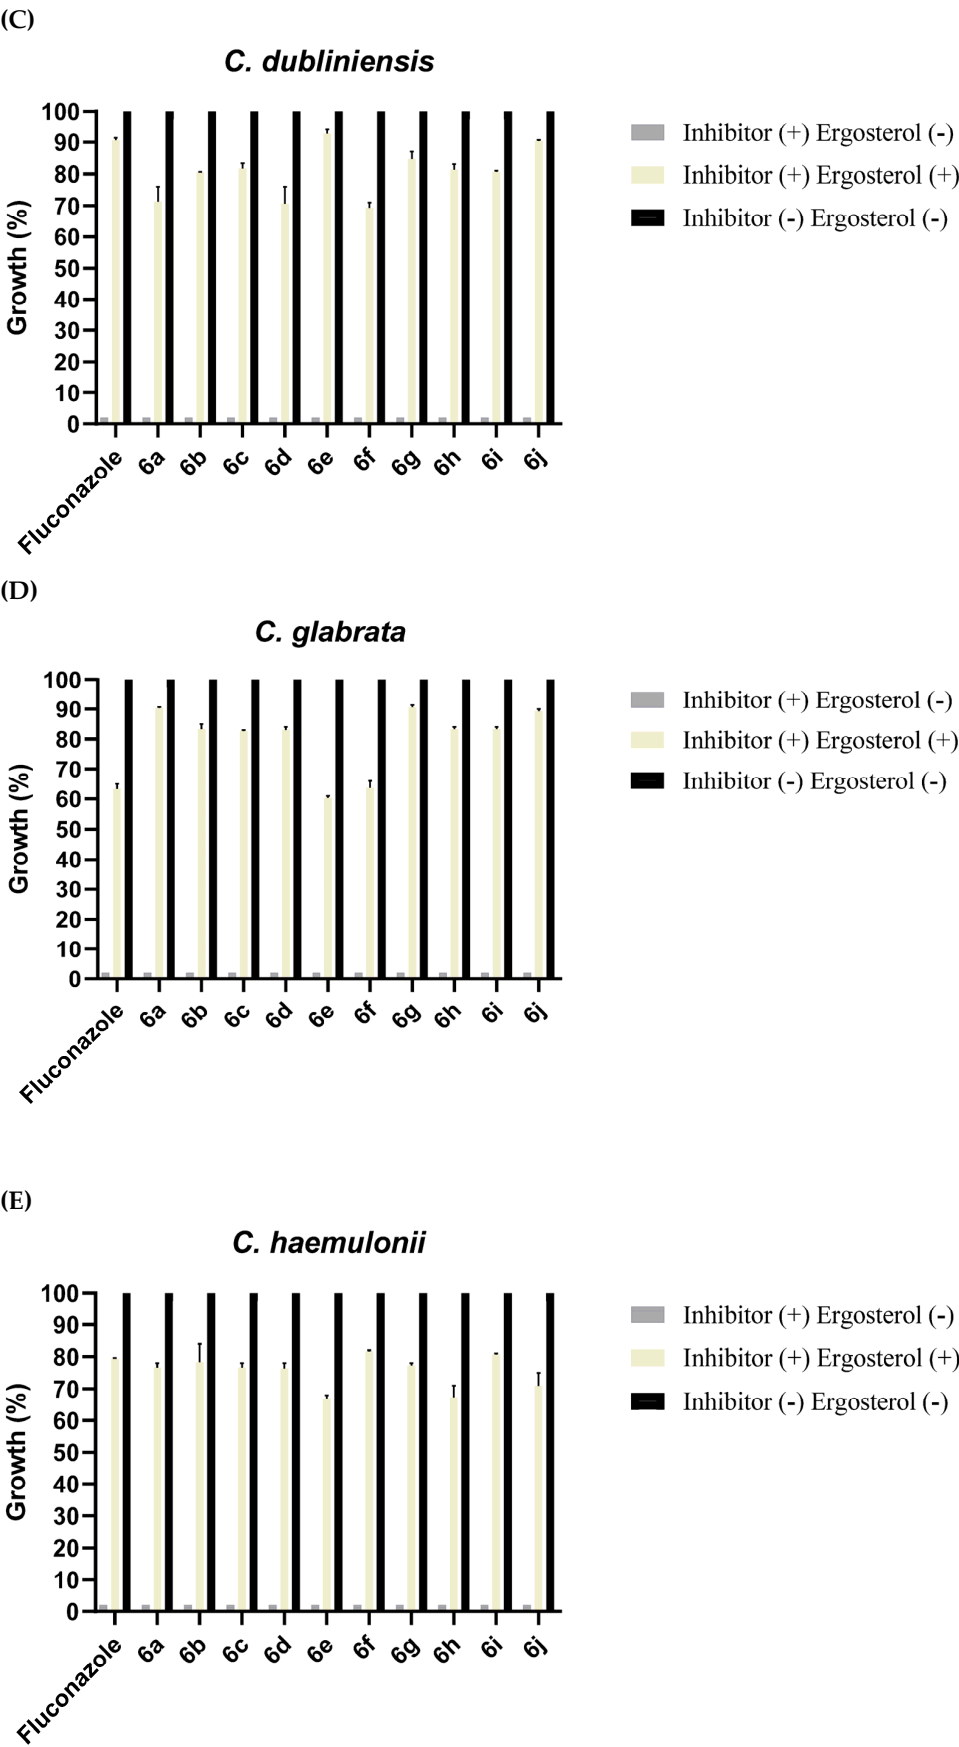 (C)
C. dubliniensis
100
90
80
70
60
50
40
30
20
10
0
Growth (%)
Fluconazole 6a 6b 6c 6d 6e 6f 6g 6h 6i 6j
Inhibitor (+) Ergosterol (-)
Inhibitor (+) Ergosterol (+)
Inhibitor (-) Ergosterol (-)
(D)
C. glabrata
100
90
80
70
60
50
40
30
20
10
0
Growth (%)
Fluconazole 6a 6b 6c 6d 6e 6f 6g 6h 6i 6j
Inhibitor (+) Ergosterol (-)
Inhibitor (+) Ergosterol (+)
Inhibitor (-) Ergosterol (-)
(E)
C. haemulonii
100
90
80
70
60
50
40
30
20
10
0
Growth (%)
Fluconazole 6a 6b 6c 6d 6e 6f 6g 6h 6i 6j
Inhibitor (+) Ergosterol (-)
Inhibitor (+) Ergosterol (+)
Inhibitor (-) Ergosterol (-)